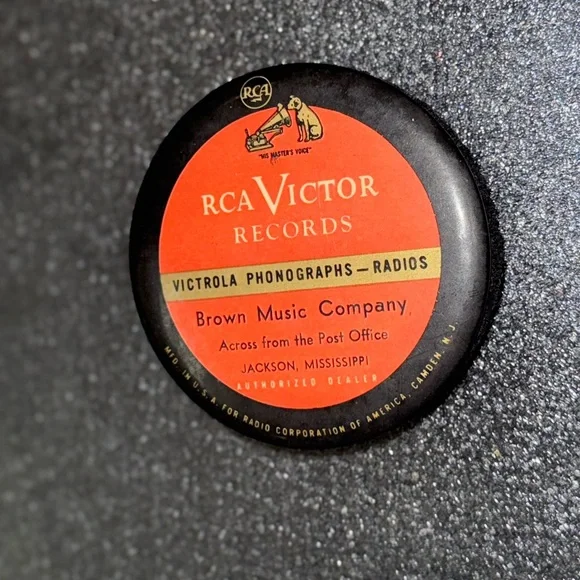 RCA
"HIS MASTER'S VOICE"
RCA VICTOR
RECORDS
VICTROLA PHONOGRAPHS — RADIOS
Brown Music Company
Across from the Post Office
JACKSON, MISSISSIPPI
AUTHORIZED DEALER
MFD. IN U.S.A. FOR RADIO CORPORATION OF AMERICA, CAMDEN, N.J.